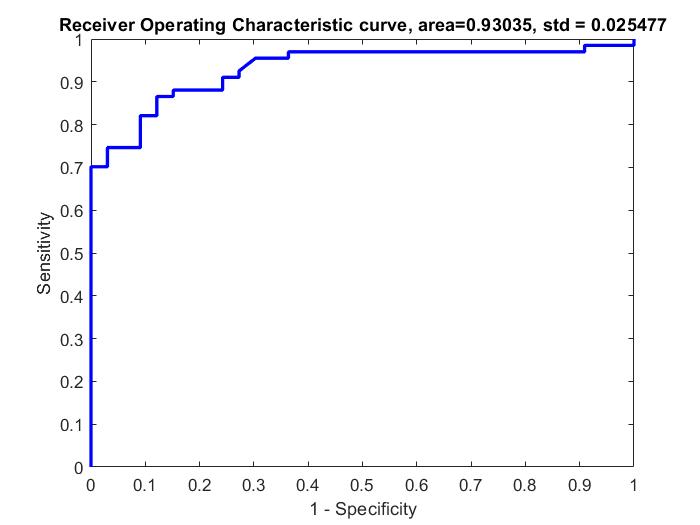 Receiver Operating Characteristic curve, area=0.93035, std = 0.025477
1
0.9
0.8
0.7
0.6
0.5
0.4
0.3
0.2
0.1
0
Sensitivity
0 0.1 0.2 0.3 0.4 0.5 0.6 0.7 0.8 0.9 1
1 - Specificity